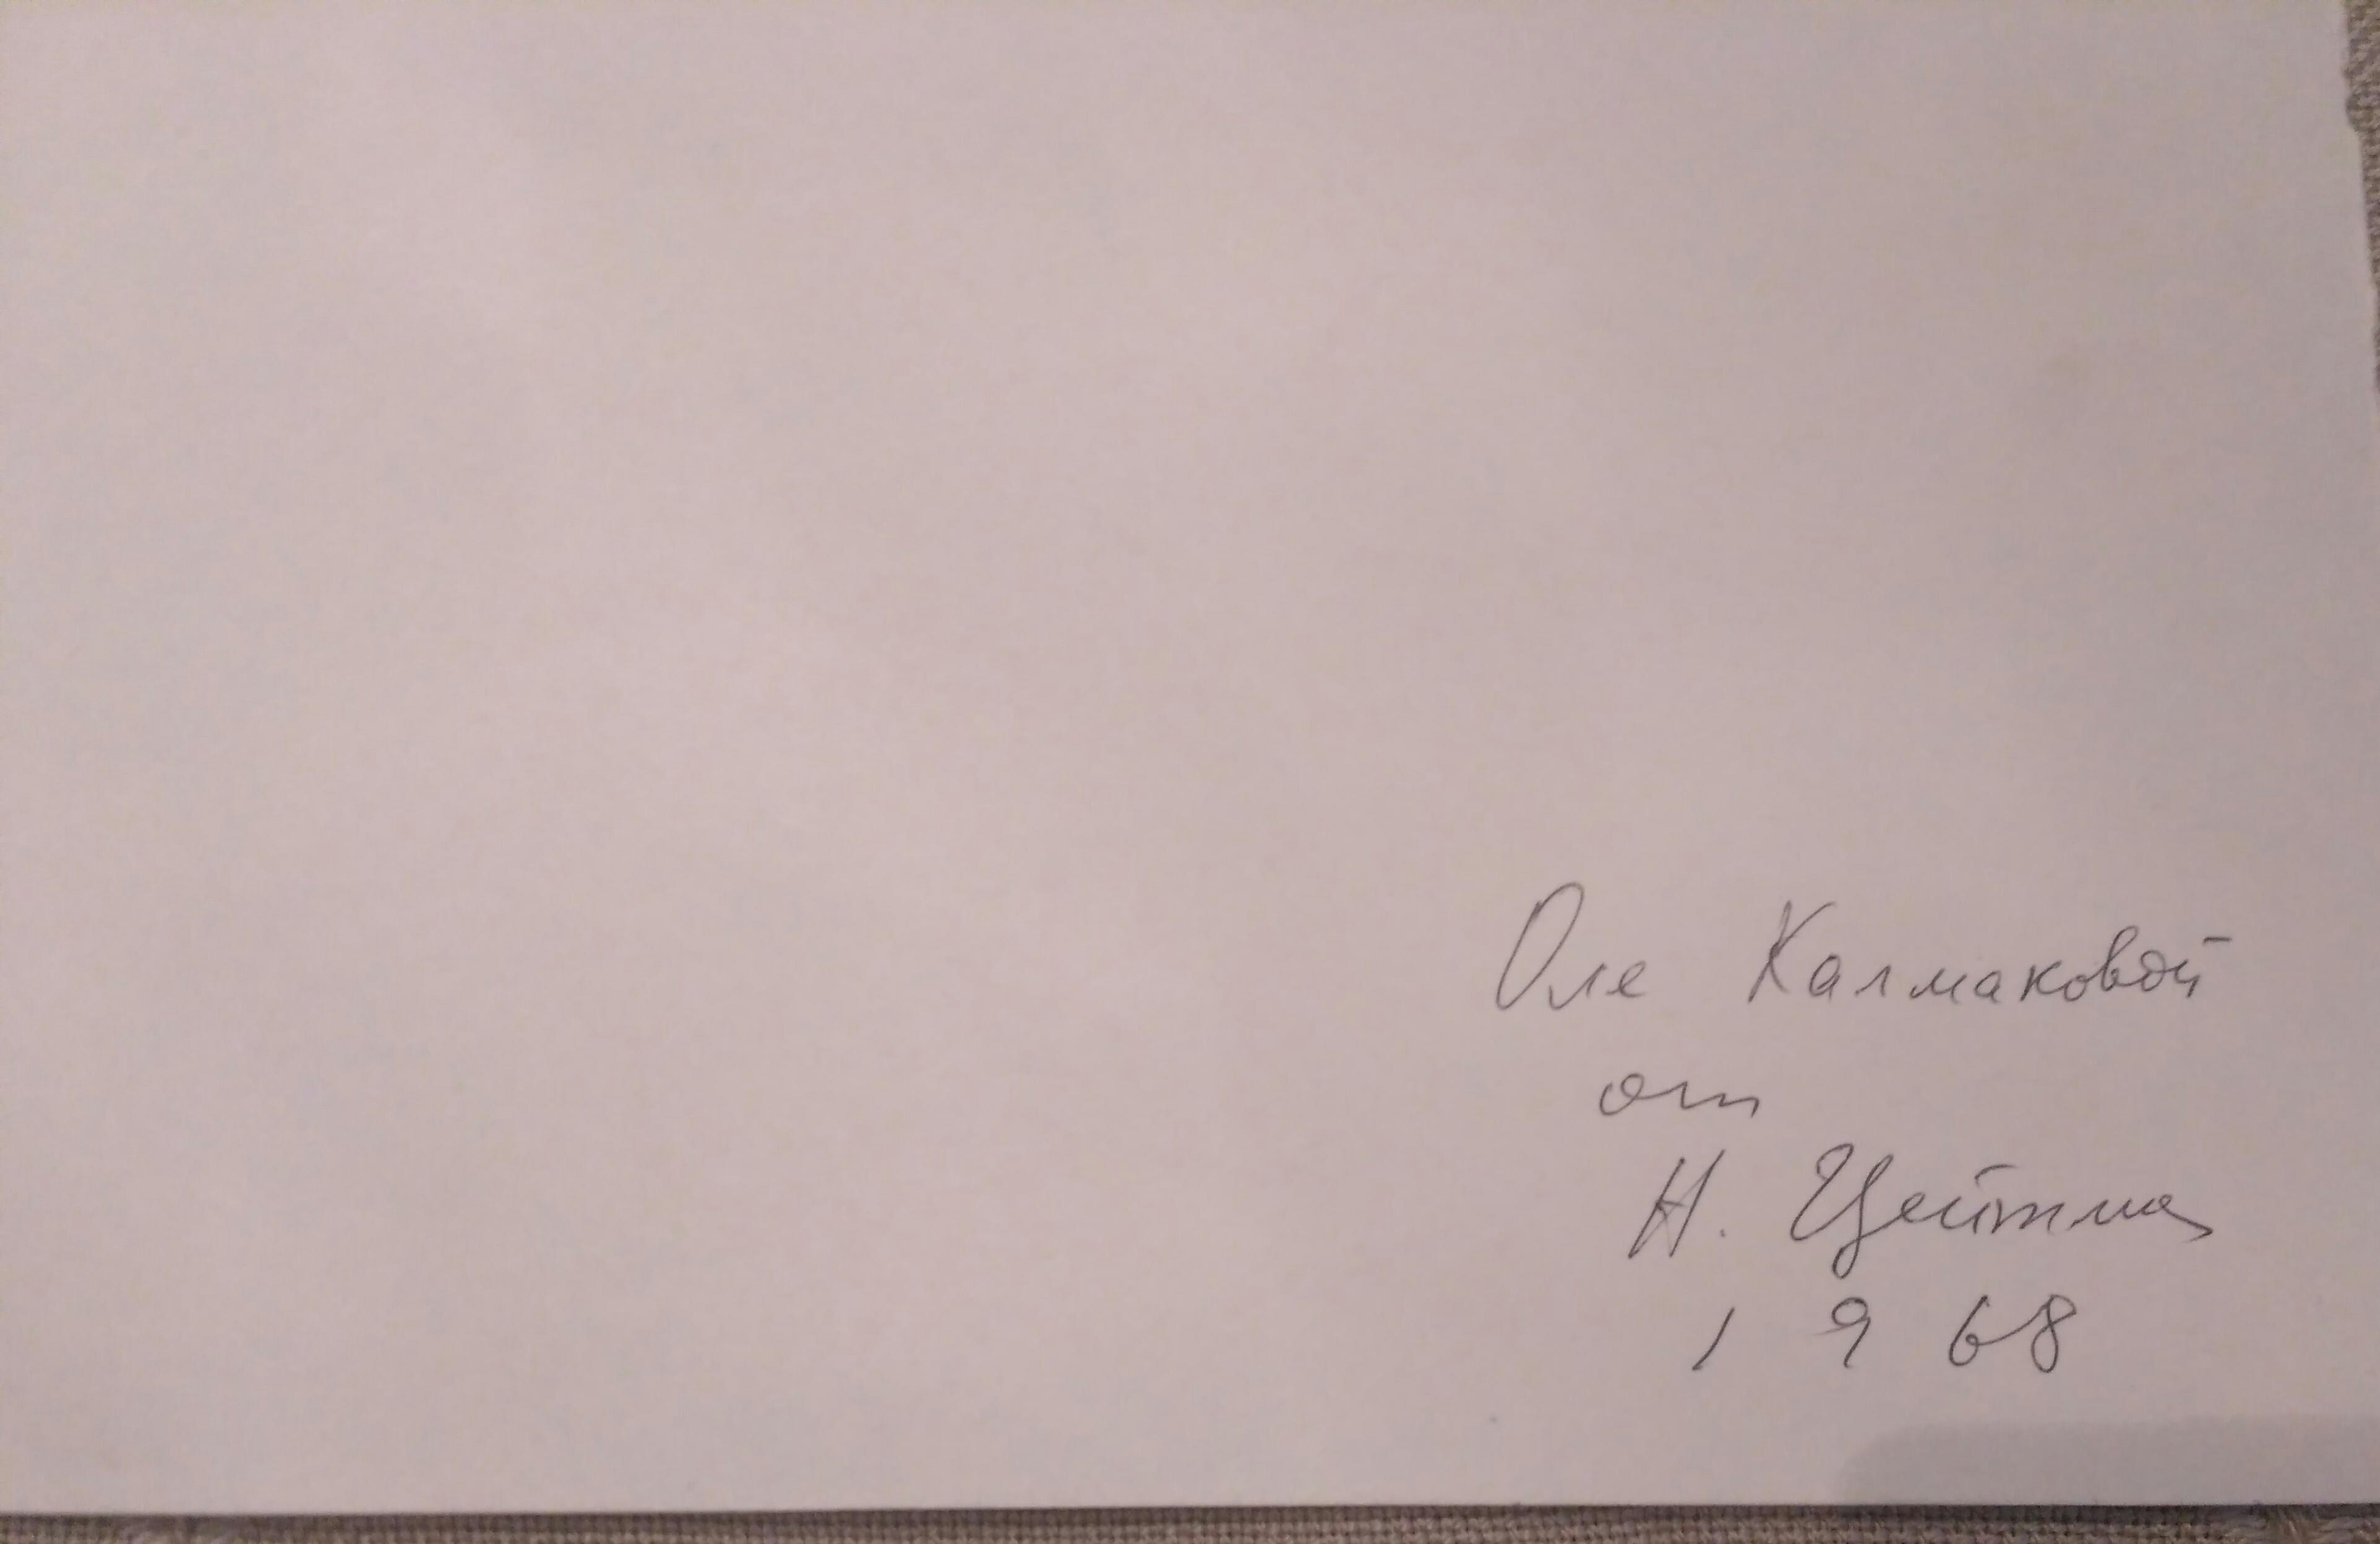 Оле Калмаковой
от
Н. Цейтлин
1968